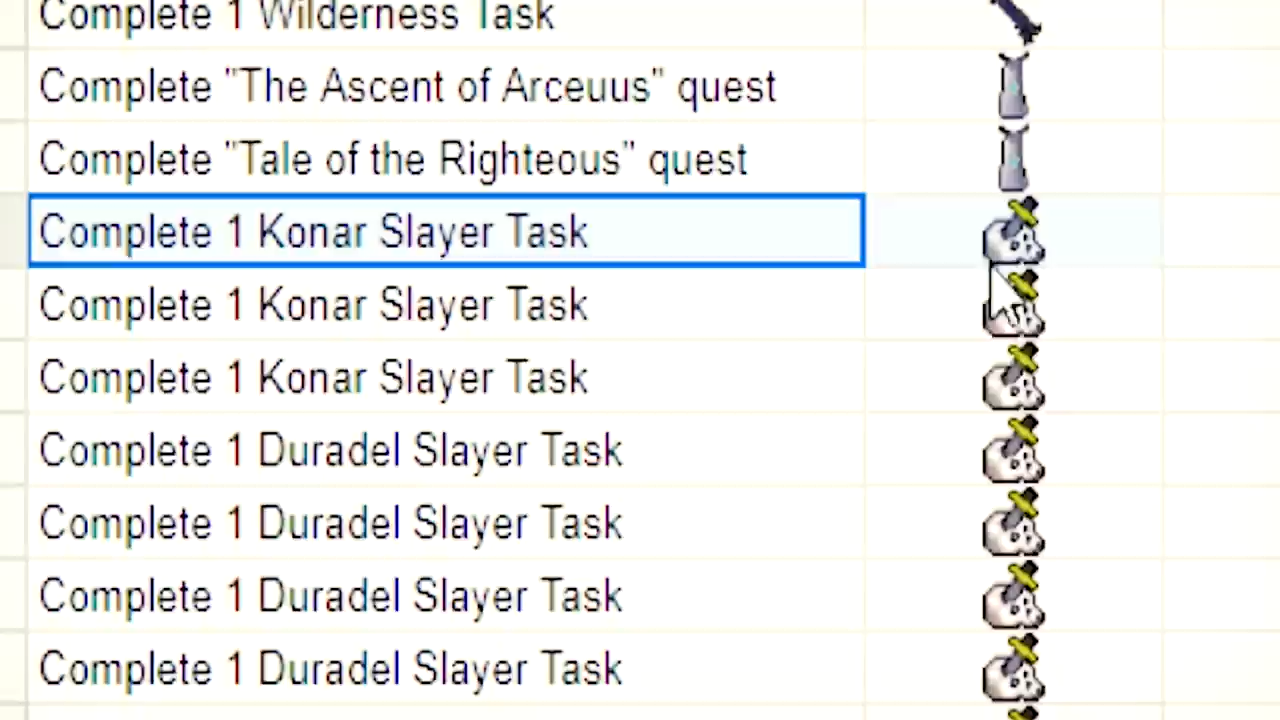 Complete 1 Wilderness Task
Complete "The Ascent of Arceuus" quest
Complete "Tale of the Righteous" quest
Complete 1 Konar Slayer Task
Complete 1 Konar Slayer Task
Complete 1 Konar Slayer Task
Complete 1 Duradel Slayer Task
Complete 1 Duradel Slayer Task
Complete 1 Duradel Slayer Task
Complete 1 Duradel Slayer Task